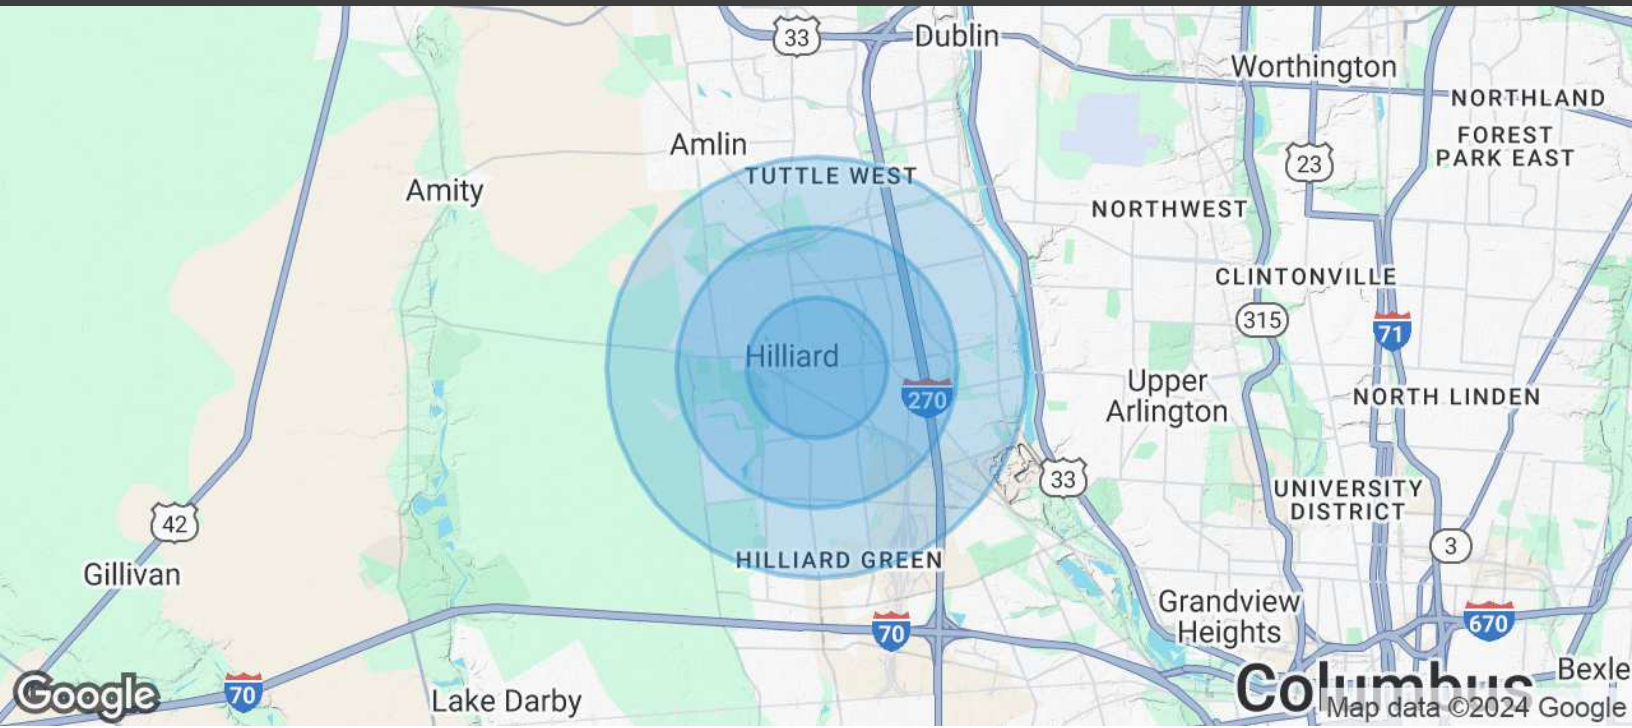 33
Dublin
Worthington
NORTHLAND
Amlin
FOREST
PARK EAST
23
TUTTLE WEST
Amity
NORTHWEST
CLINTONVILLE
315
71
Hilliard
270
Upper
Arlington
NORTH LINDEN
33
UNIVERSITY
DISTRICT
42
3
HILLIARD GREEN
Gillivan
Grandview
Heights
70
670
Columbus
Bexle
70
Lake Darby
Google
Map data ©2024 Google